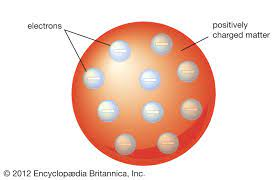 electrons
positively
charged matter
© 2012 Encyclopædia Britannica, Inc.